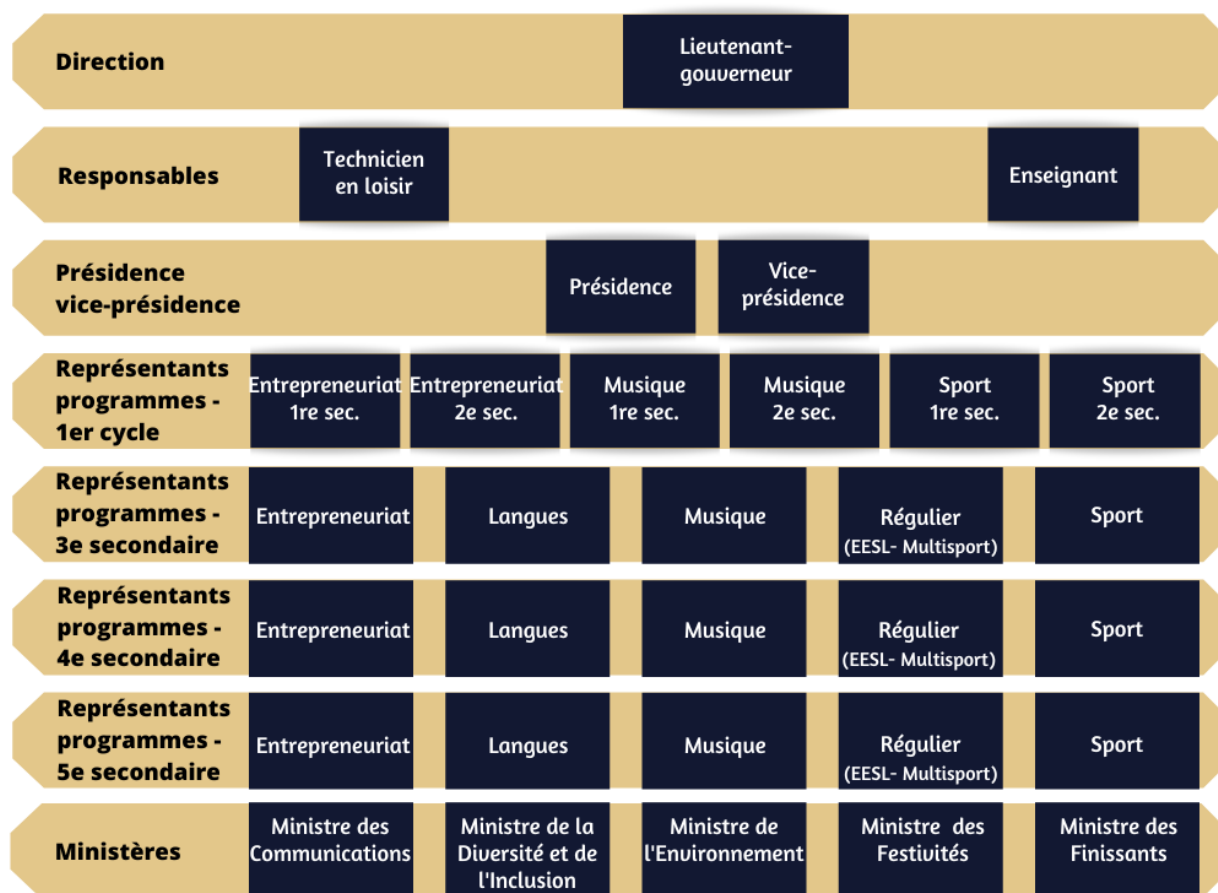 Direction
Lieutenant-
gouverneur
Responsables
Technicien
en loisir
Enseignant
Présidence
vice-présidence
Présidence
Vice-
présidence
Représentants
programmes -
1er cycle
Entrepreneuriat
1re sec.
Entrepreneuriat
2e sec.
Musique
1re sec.
Musique
2e sec.
Sport
1re sec.
Sport
2e sec.
Représentants
programmes -
3e secondaire
Entrepreneuriat
Langues
Musique
Régulier
(EESL- Multisport)
Sport
Représentants
programmes -
4e secondaire
Entrepreneuriat
Langues
Musique
Régulier
(EESL- Multisport)
Sport
Représentants
programmes -
5e secondaire
Entrepreneuriat
Langues
Musique
Régulier
(EESL- Multisport)
Sport
Ministères
Ministre des
Communications
Ministre de la
Diversité et de
l'Inclusion
Ministre de
l'Environnement
Ministre des
Festivités
Ministre des
Finissants